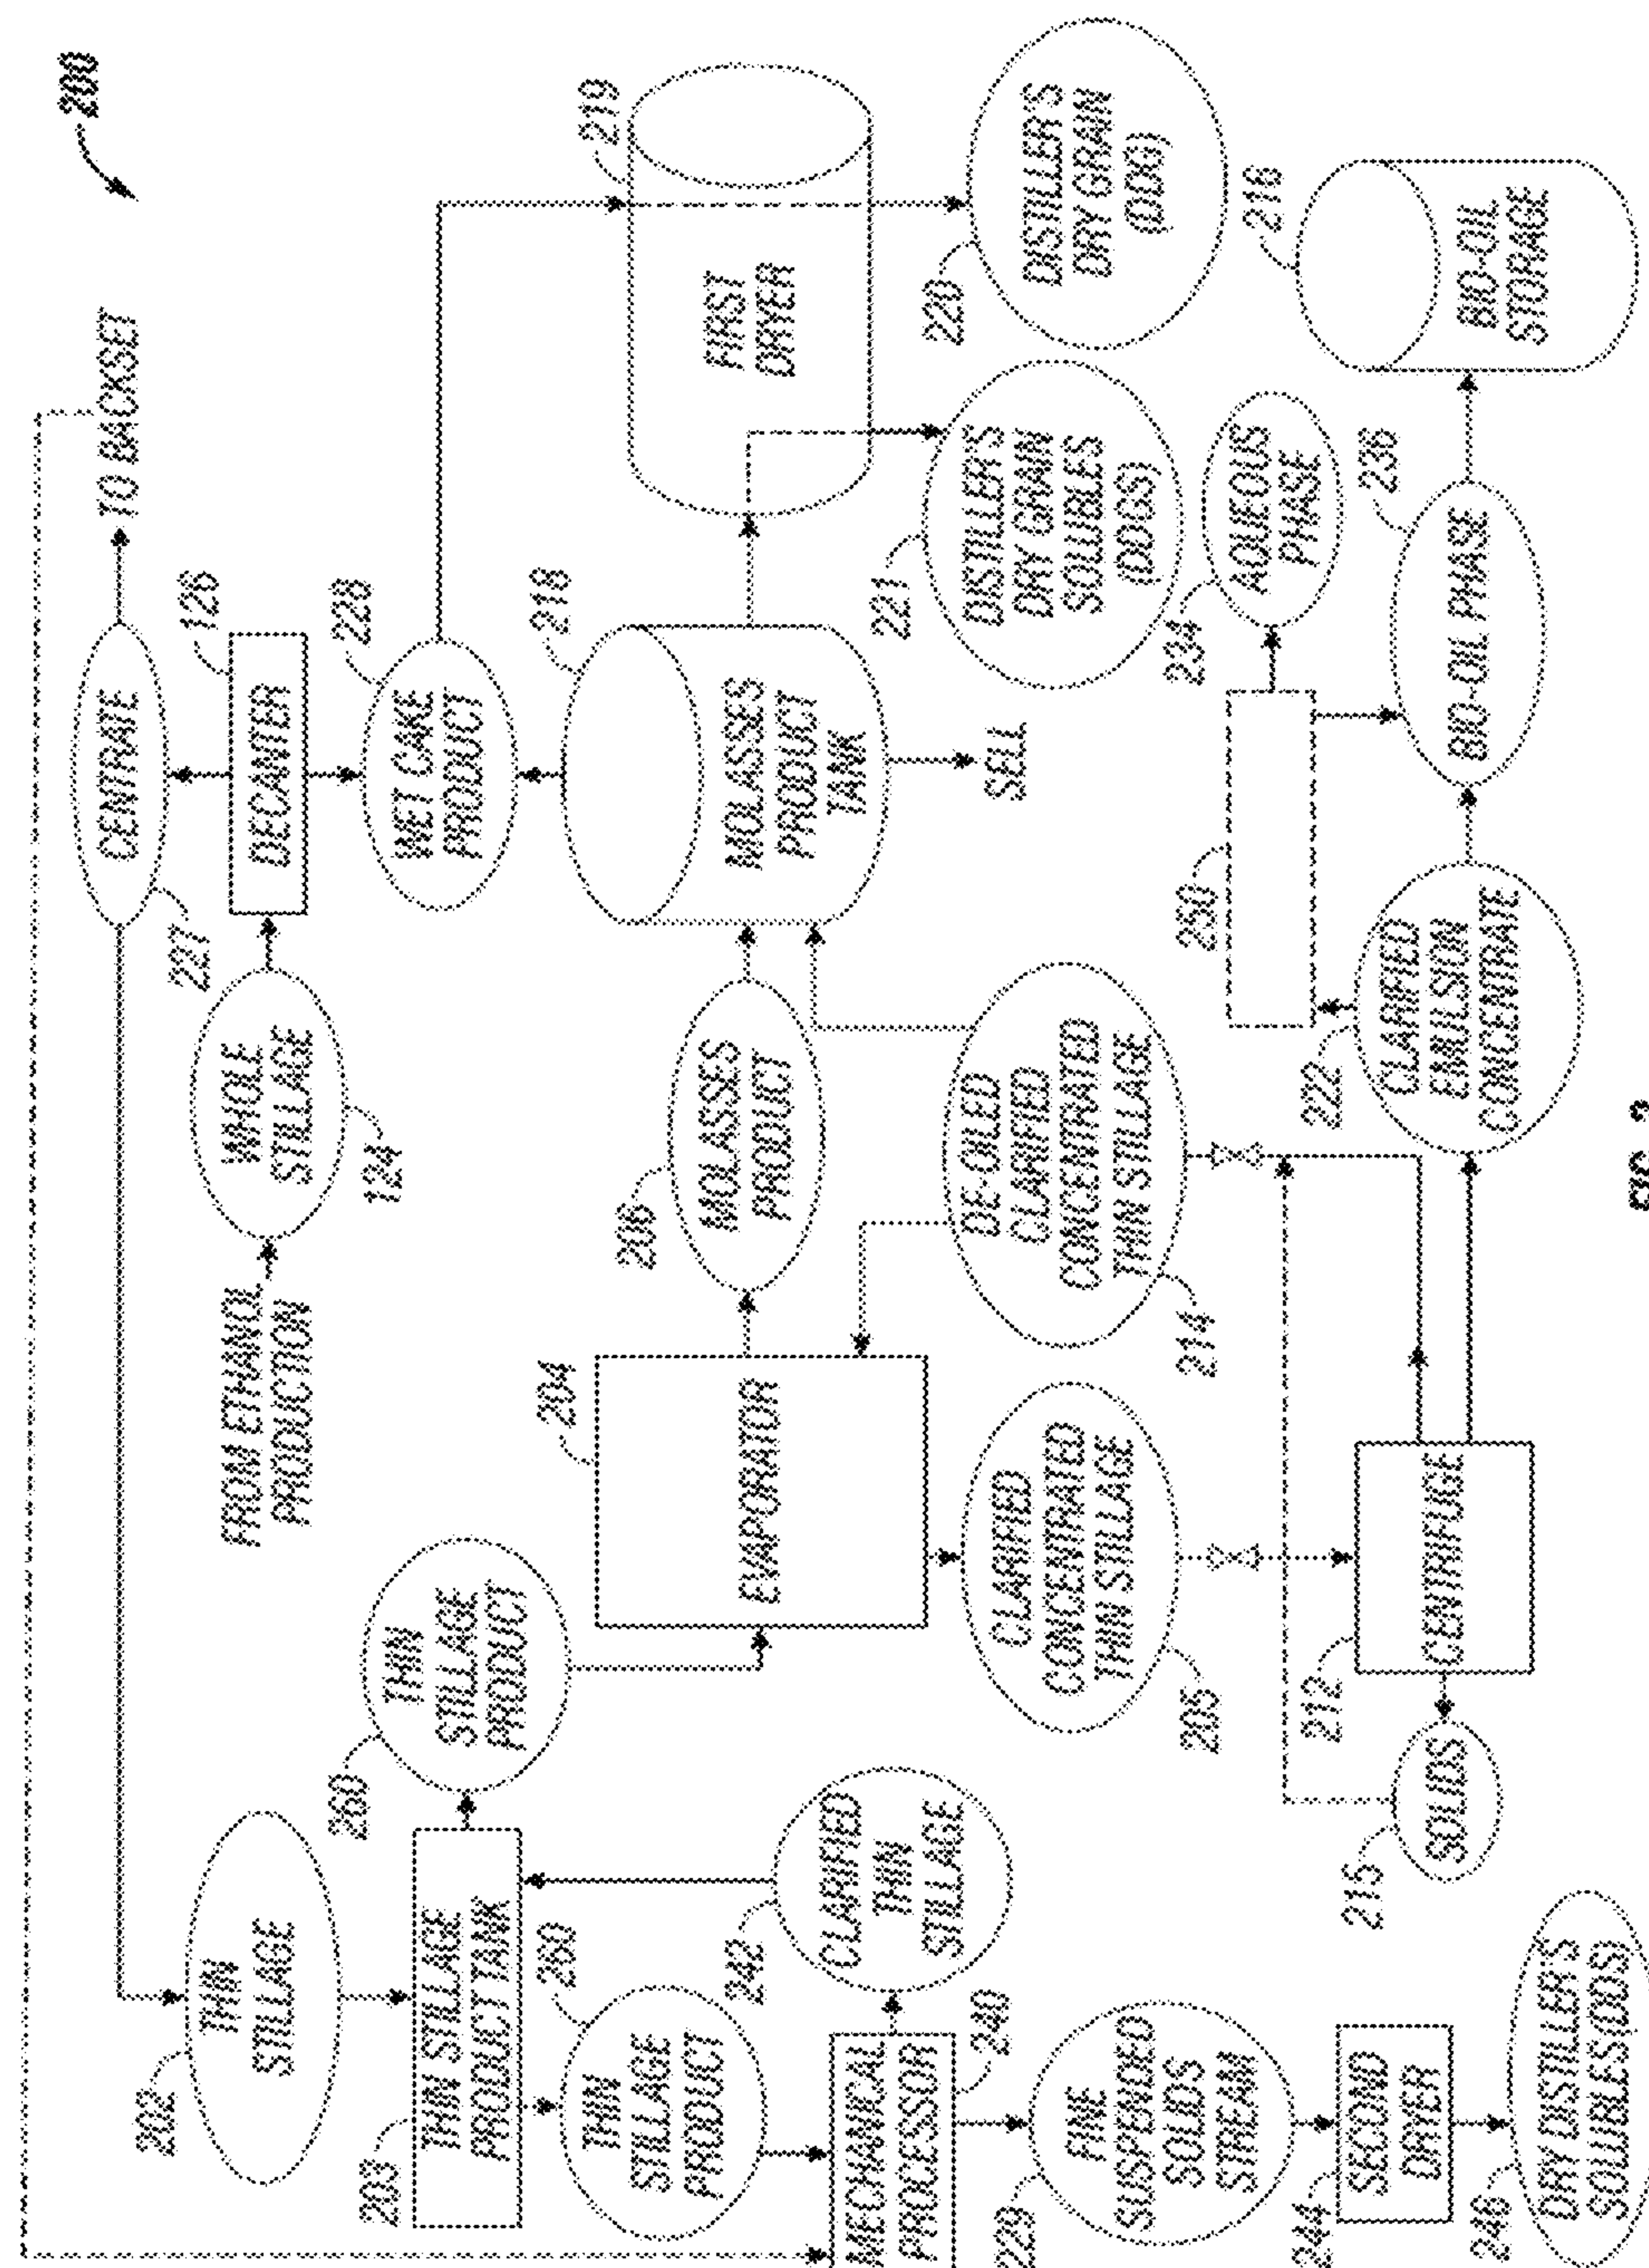 200
TO BACKSET
CENTRATE
227
126
DECANTER
WHOLE
STILLAGE
124
FROM ETHANOL
PRODUCTION
228
WET CAKE
PRODUCT
THIN
STILLAGE
202
THIN STILLAGE
PRODUCT TANK
203
THIN
STILLAGE
PRODUCT
260
THIN
STILLAGE
PRODUCT
260
218
MOLASSES
PRODUCT
TANK
SELL
219
FIRST
DRYER
EVAPORATOR
204
MOLASSES
PRODUCT
206
CLARIFIED
THIN
STILLAGE
242
MECHANICAL
PROCESSOR
240
CLARIFIED
CONCENTRATED
THIN STILLAGE
205
DE-OILED
CLARIFIED
CONCENTRATED
THIN STILLAGE
214
DISTILLER'S
DRY GRAIN
SOLUBLES
(DDGS)
221
DISTILLER'S
DRY GRAIN
(DDG)
220
FINE
SUSPENDED
SOLIDS
STREAM
229
250
AQUEOUS
PHASE
234
216
BIO-OIL
STORAGE
SECOND
DRYER
244
SOLIDS
215
CENTRIFUGE
212
CLARIFIED
EMULSION
CONCENTRATE
222
BIO-OIL PHASE
236
DRY DISTILLER'S
SOLUBLES(DDS)
246